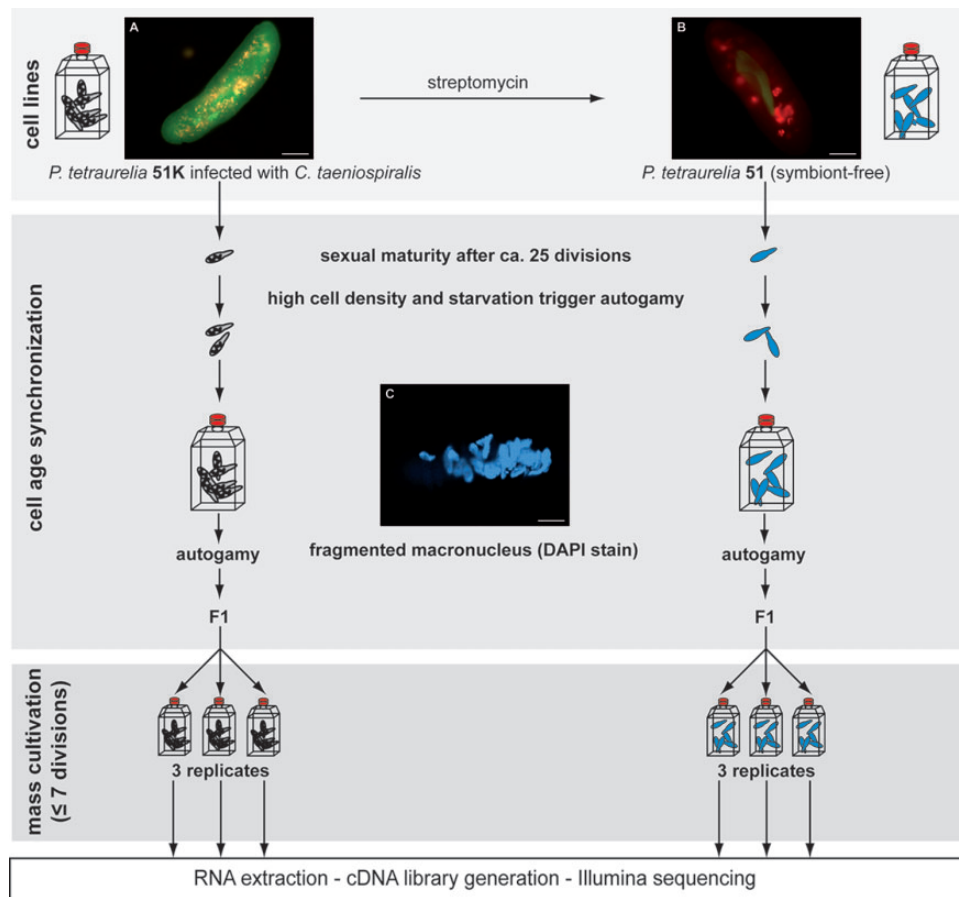 cell lines
A
B
streptomycin
P. tetraurelia 51K infected with C. taeniospiralis
P. tetraurelia 51 (symbiont-free)
cell age synchronization
sexual maturity after ca. 25 divisions
high cell density and starvation trigger autogamy
C
fragmented macronucleus (DAPI stain)
autogamy
autogamy
F1
F1
mass cultivation
(≤ 7 divisions)
3 replicates
3 replicates
RNA extraction - cDNA library generation - Illumina sequencing